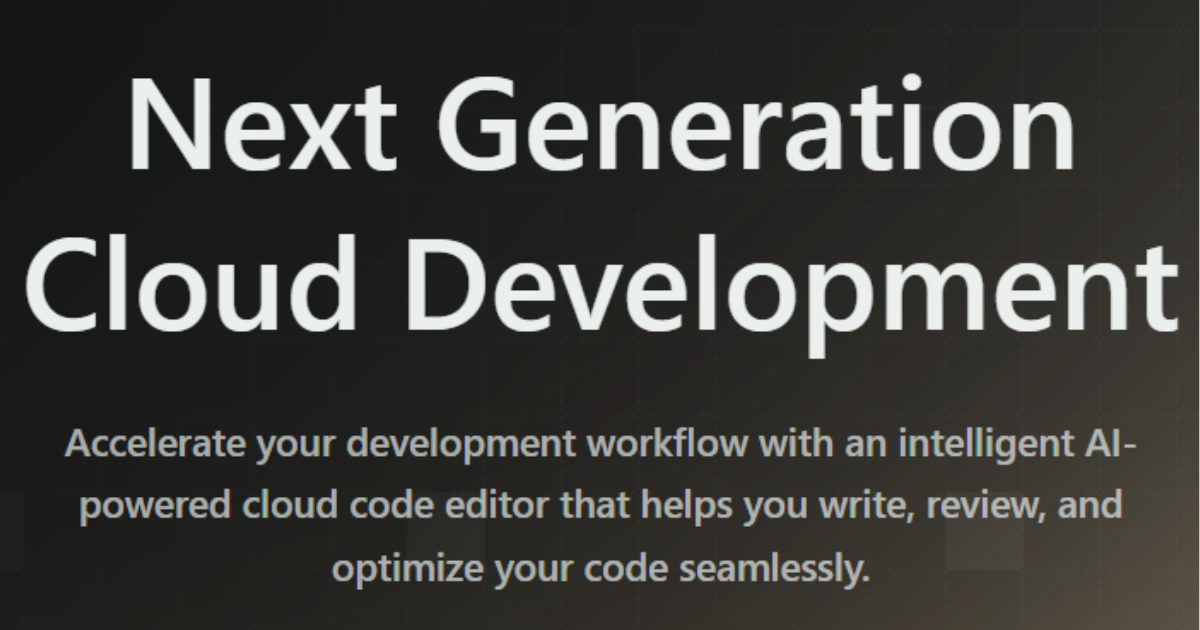 Next Generation
Cloud Development
Accelerate your development workflow with an intelligent AI-
powered cloud code editor that helps you write, review, and
optimize your code seamlessly.